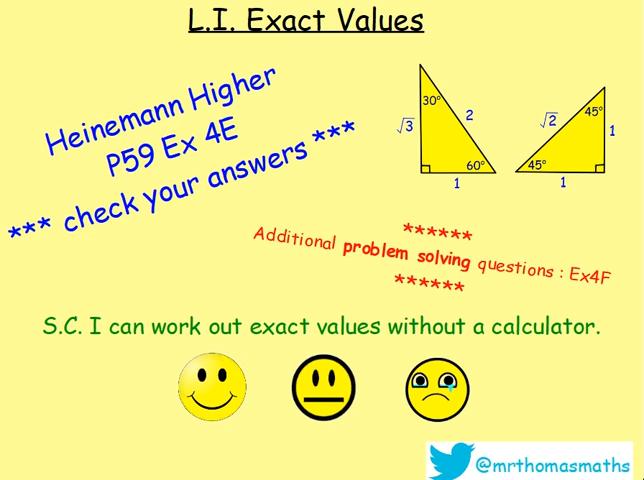 L.I. Exact Values
Heinemann Higher
P59 Ex 4E
*** check your answers ***
30°
2
√3
60°
1
45°
√2
1
45°
1
******
Additional problem solving questions : Ex4F
******
S.C. I can work out exact values without a calculator.
@mrthomasmaths